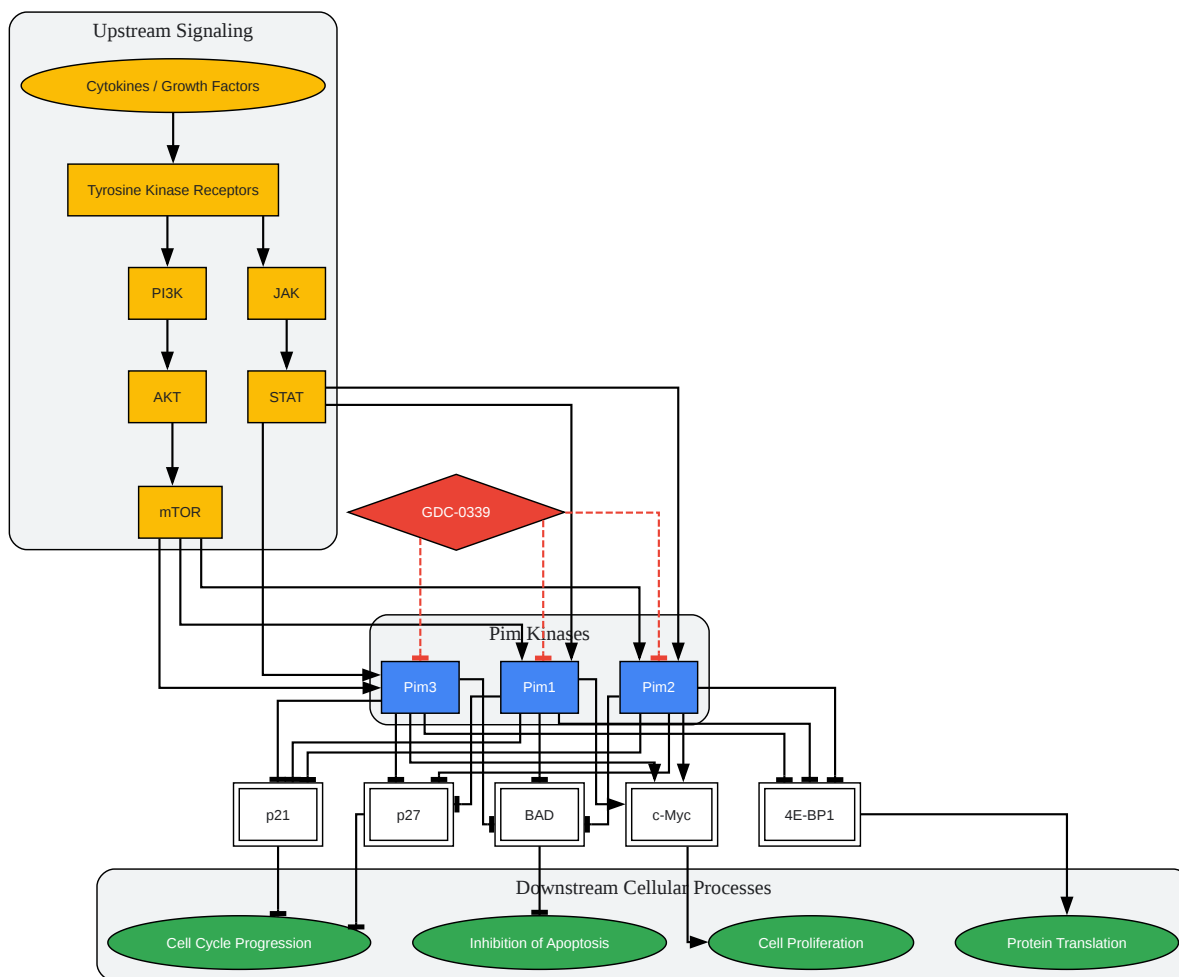 Upstream Signaling
Cytokines / Growth Factors
Tyrosine Kinase Receptors
PI3K
JAK
AKT
STAT
mTOR
GDC-0339
Pim Kinases
Pim3
Pim1
Pim2
p21
p27
BAD
c-Myc
4E-BP1
Downstream Cellular Processes
Cell Cycle Progression
Inhibition of Apoptosis
Cell Proliferation
Protein Translation